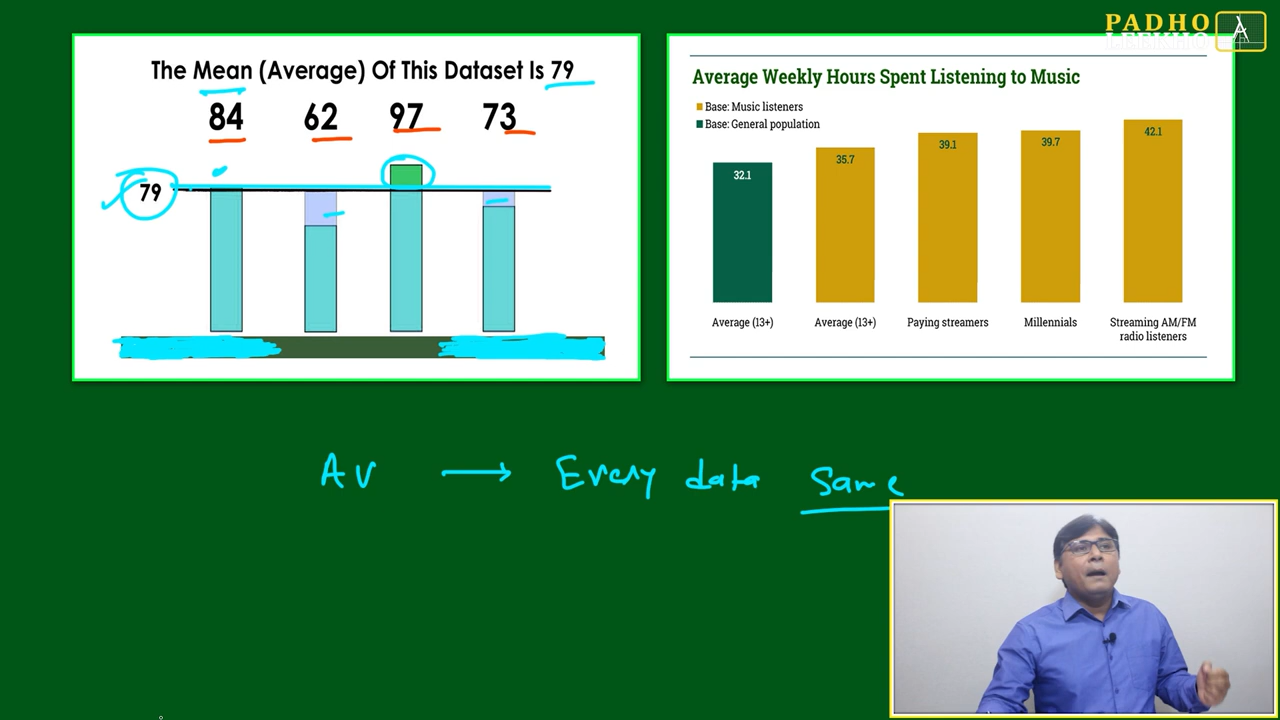 PADHO
LEEKHO
The Mean (Average) Of This Dataset Is 79
84 62 97 73
79
Average Weekly Hours Spent Listening to Music
Base: Music listeners
Base: General population
32.1 35.7 39.1 39.7 42.1
Average (13+) Average (13+) Paying streamers Millennials Streaming AM/FM
radio listeners
Av → Every data same